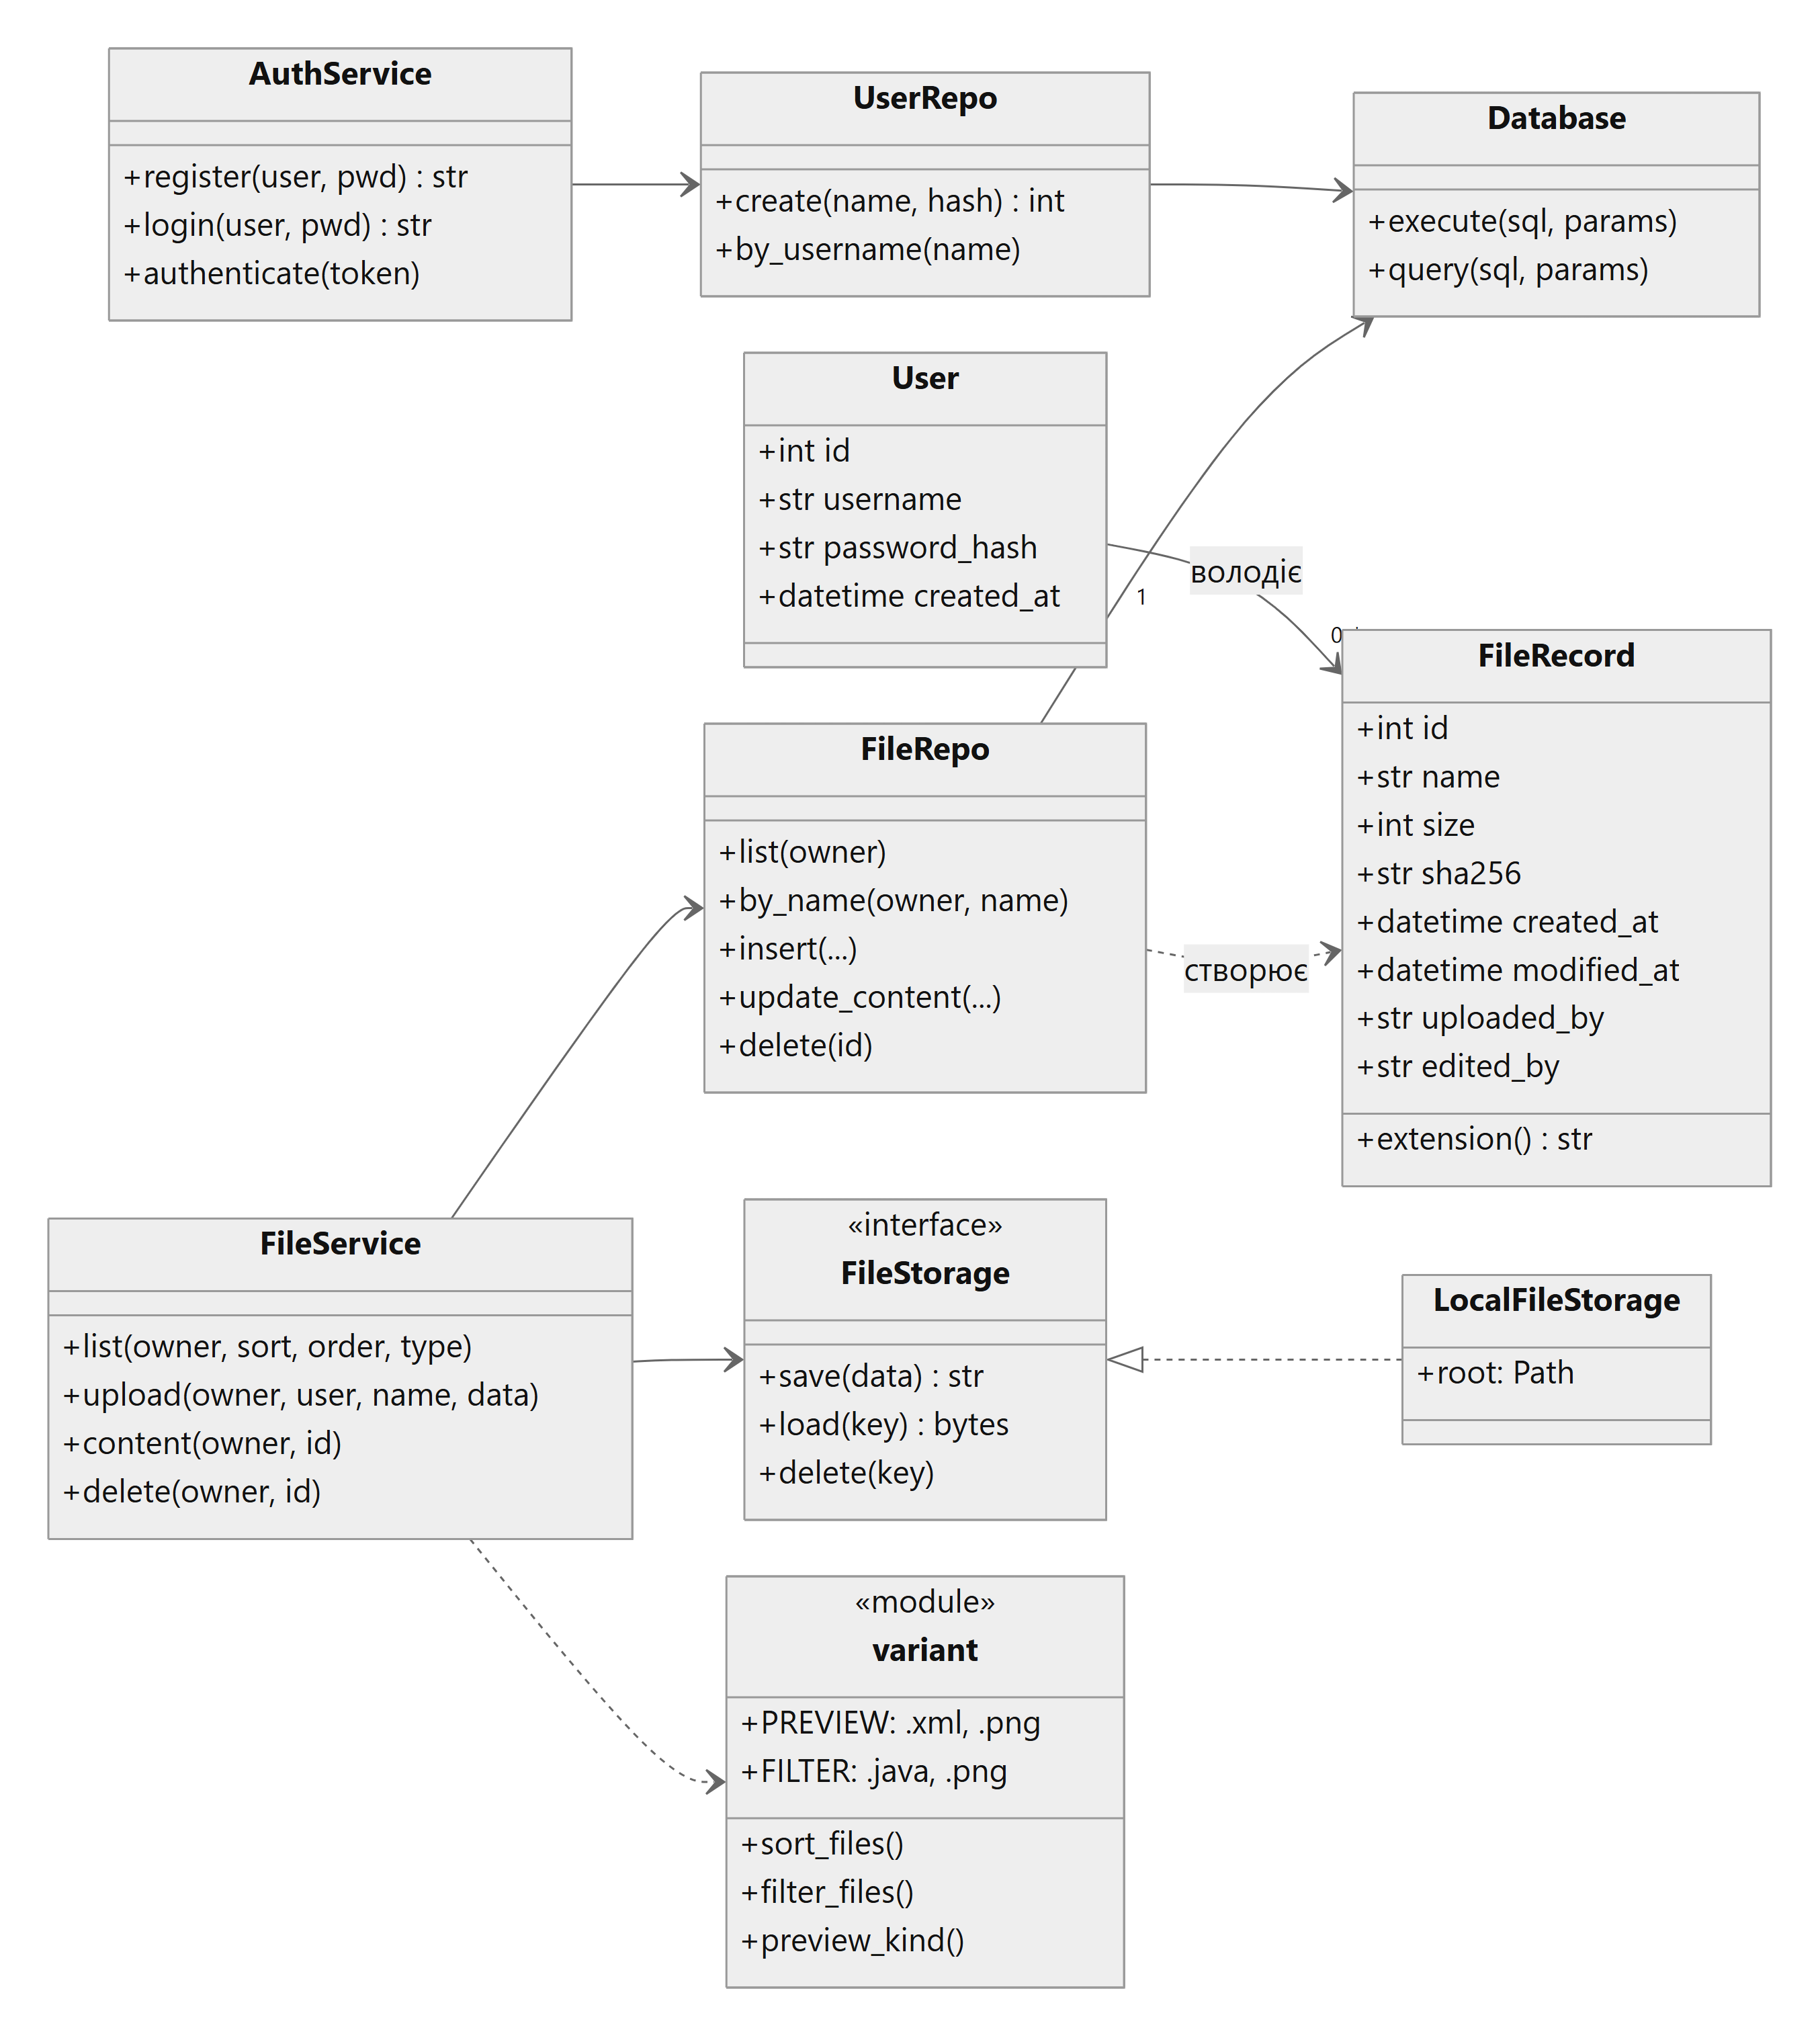 AuthService
+register(user, pwd) : str
+login(user, pwd) : str
+authenticate(token)
UserRepo
+create(name, hash) : int
+by_username(name)
Database
+execute(sql, params)
+query(sql, params)
User
+int id
+str username
+str password_hash
+datetime created_at
володіє
1
0
FileRecord
+int id
+str name
+int size
+str sha256
+datetime created_at
+datetime modified_at
+str uploaded_by
+str edited_by
+extension() : str
FileRepo
+list(owner)
+by_name(owner, name)
+insert(...)
+update_content(...)
+delete(id)
створює
FileService
+list(owner, sort, order, type)
+upload(owner, user, name, data)
+content(owner, id)
+delete(owner, id)
«interface»
FileStorage
+save(data) : str
+load(key) : bytes
+delete(key)
LocalFileStorage
+root: Path
«module»
variant
+PREVIEW: .xml, .png
+FILTER: .java, .png
+sort_files()
+filter_files()
+preview_kind()